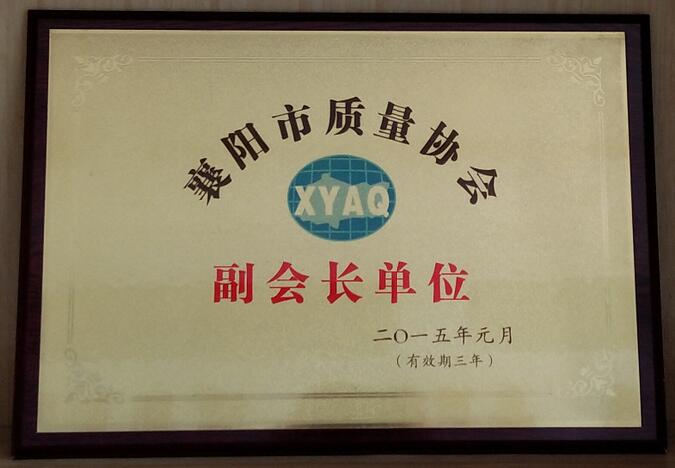 襄阳市质量协会
XYAQ
副会长单位
二〇一五年元月
（有效期三年）